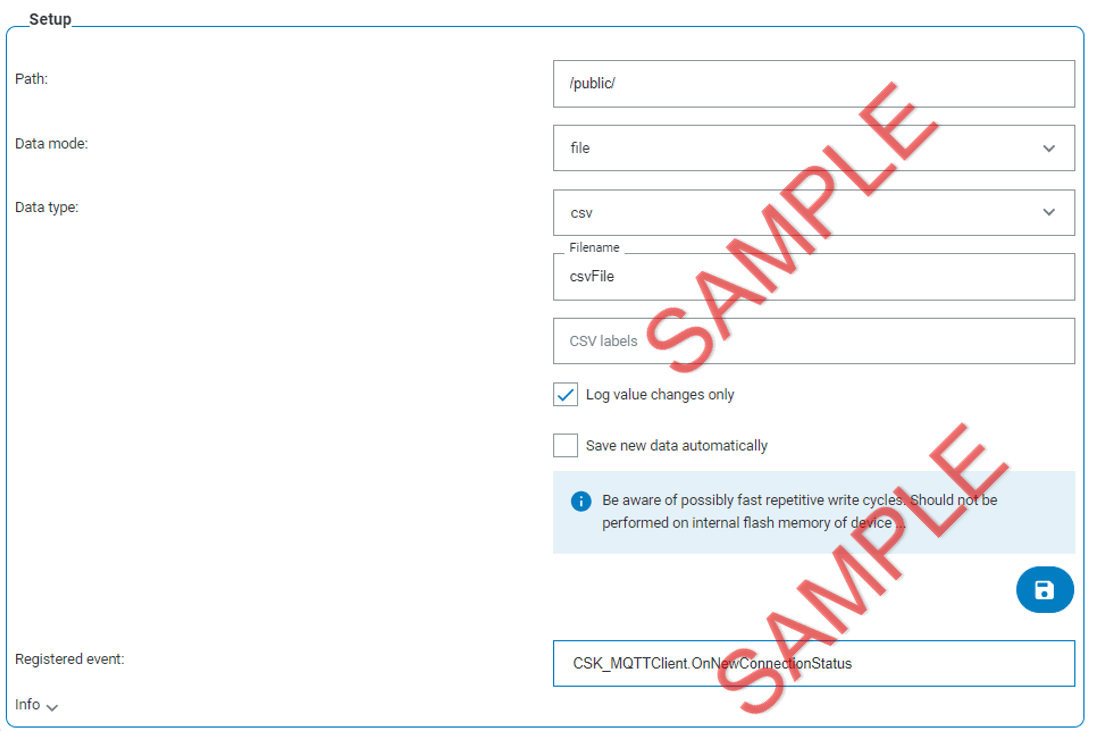 Setup
Path:
/public/
Data mode:
file
Data type:
csv
Filename
csvFile
CSV labels
Log value changes only
Save new data automatically
Be aware of possibly fast repetitive write cycles. Should not be
performed on internal flash memory of device ...
Registered event:
CSK_MQTTClient.OnNewConnectionStatus
Info
SAMPLE
SAMPLE